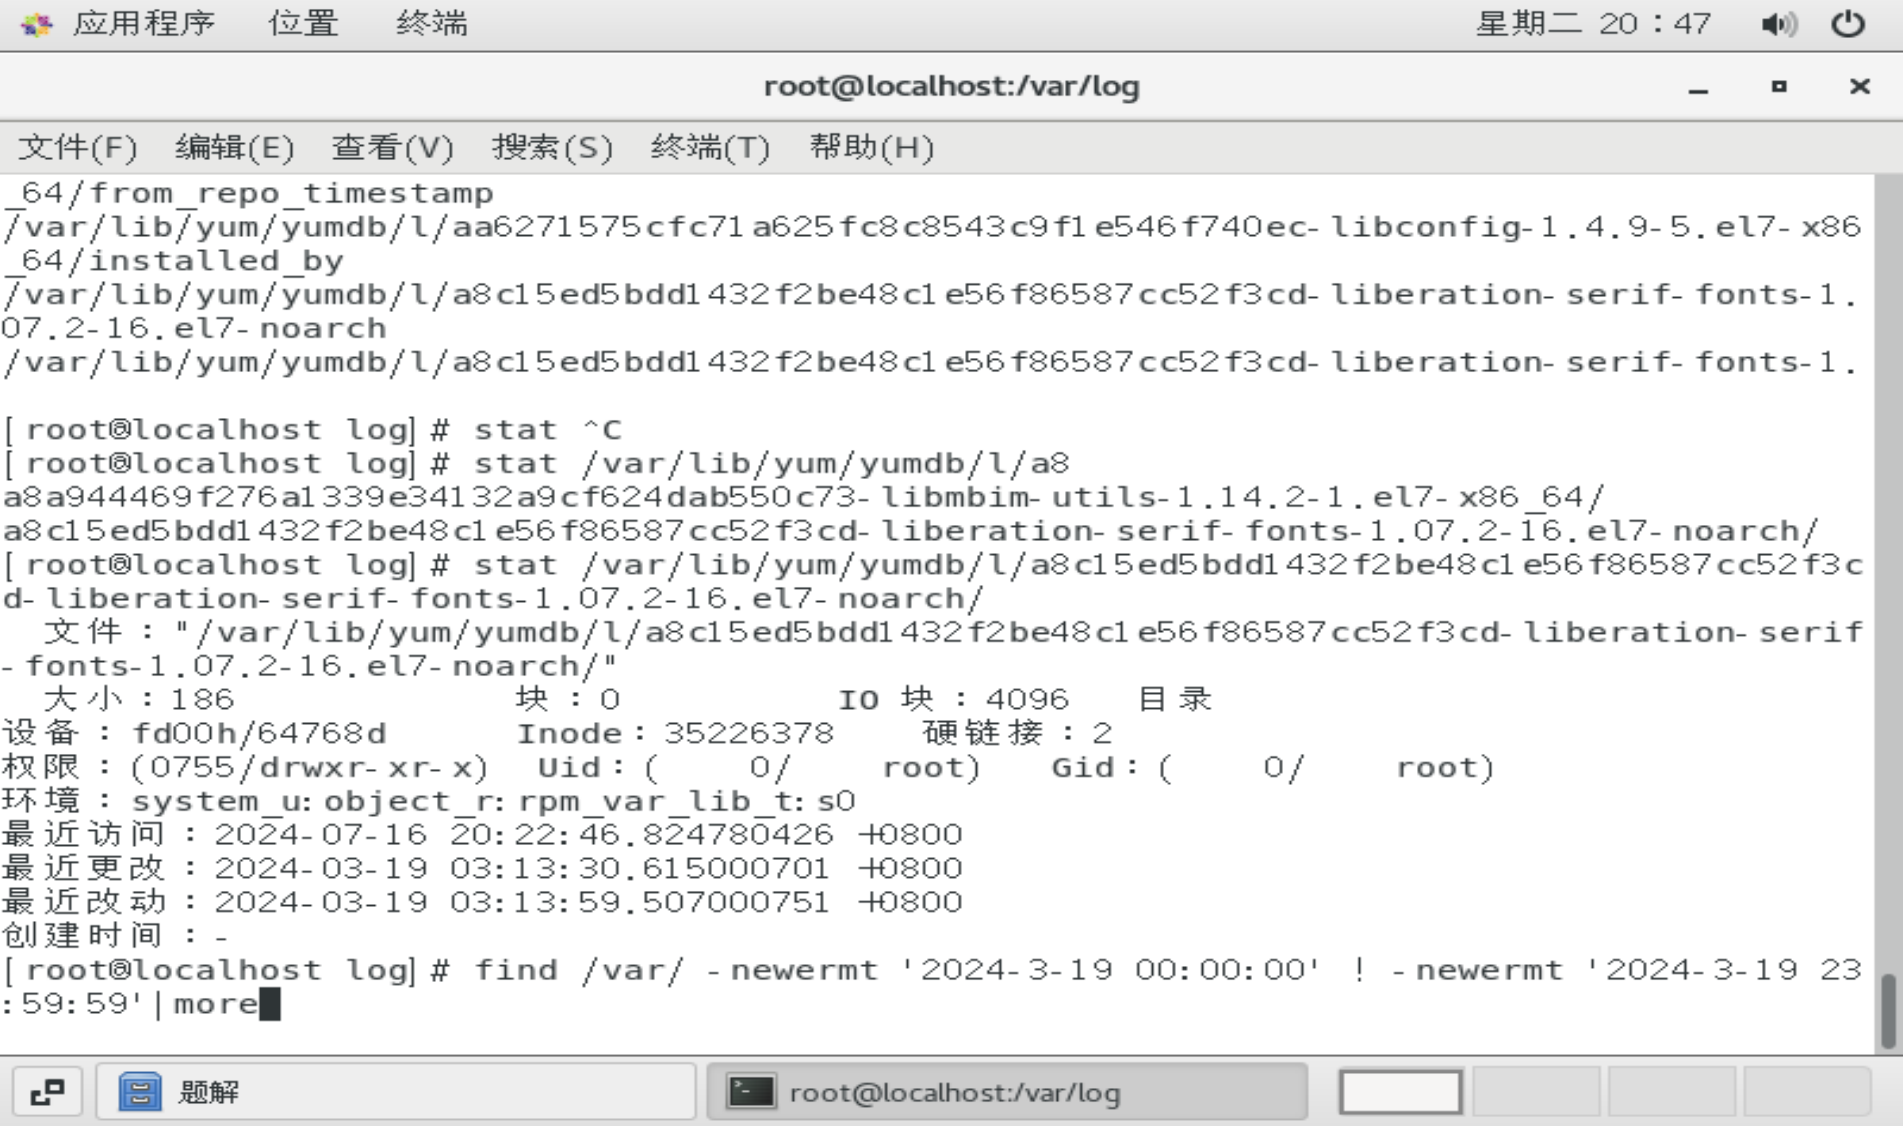 应用程序 位置 终端 星期二 20：47
root@localhost:/var/log
文件(F) 编辑(E) 查看(V) 搜索(S) 终端(T) 帮助(H)
_64/from_repo_timestamp
/var/lib/yum/yumdb/l/aa6271575cfc71a625fc8c8543c9f1e546f740ec-libconfig-1.4.9-5.el7-x86
_64/installed_by
/var/lib/yum/yumdb/l/a8c15ed5bdd1432f2be48c1e56f86587cc52f3cd-liberation-serif-fonts-1.
07.2-16.el7-noarch
/var/lib/yum/yumdb/l/a8c15ed5bdd1432f2be48c1e56f86587cc52f3cd-liberation-serif-fonts-1.
[root@localhost log]# stat ^C
[root@localhost log]# stat /var/lib/yum/yumdb/l/a8
a8a944469f276a1339e34132a9cf624dab550c73-libmbim-utils-1.14.2-1.el7-x86_64/
a8c15ed5bdd1432f2be48c1e56f86587cc52f3cd-liberation-serif-fonts-1.07.2-16.el7-noarch/
[root@localhost log]# stat /var/lib/yum/yumdb/l/a8c15ed5bdd1432f2be48c1e56f86587cc52f3c
d-liberation-serif-fonts-1.07.2-16.el7-noarch/
文件："/var/lib/yum/yumdb/l/a8c15ed5bdd1432f2be48c1e56f86587cc52f3cd-liberation-serif
-fonts-1.07.2-16.el7-noarch/"
大小：186 块：0 IO 块：4096 目录
设备：fd00h/64768d Inode：35226378 硬链接：2
权限：(0755/drwxr-xr-x) Uid：( 0/ root) Gid：( 0/ root)
环境：system_u:object_r:rpm_var_lib_t:s0
最近访问：2024-07-16 20:22:46.824780426 +0800
最近更改：2024-03-19 03:13:30.615000701 +0800
最近改动：2024-03-19 03:13:59.507000751 +0800
创建时间：-
[root@localhost log]# find /var/ -newermt '2024-3-19 00:00:00' ! -newermt '2024-3-19 23
:59:59'|more
题解 root@localhost:/var/log